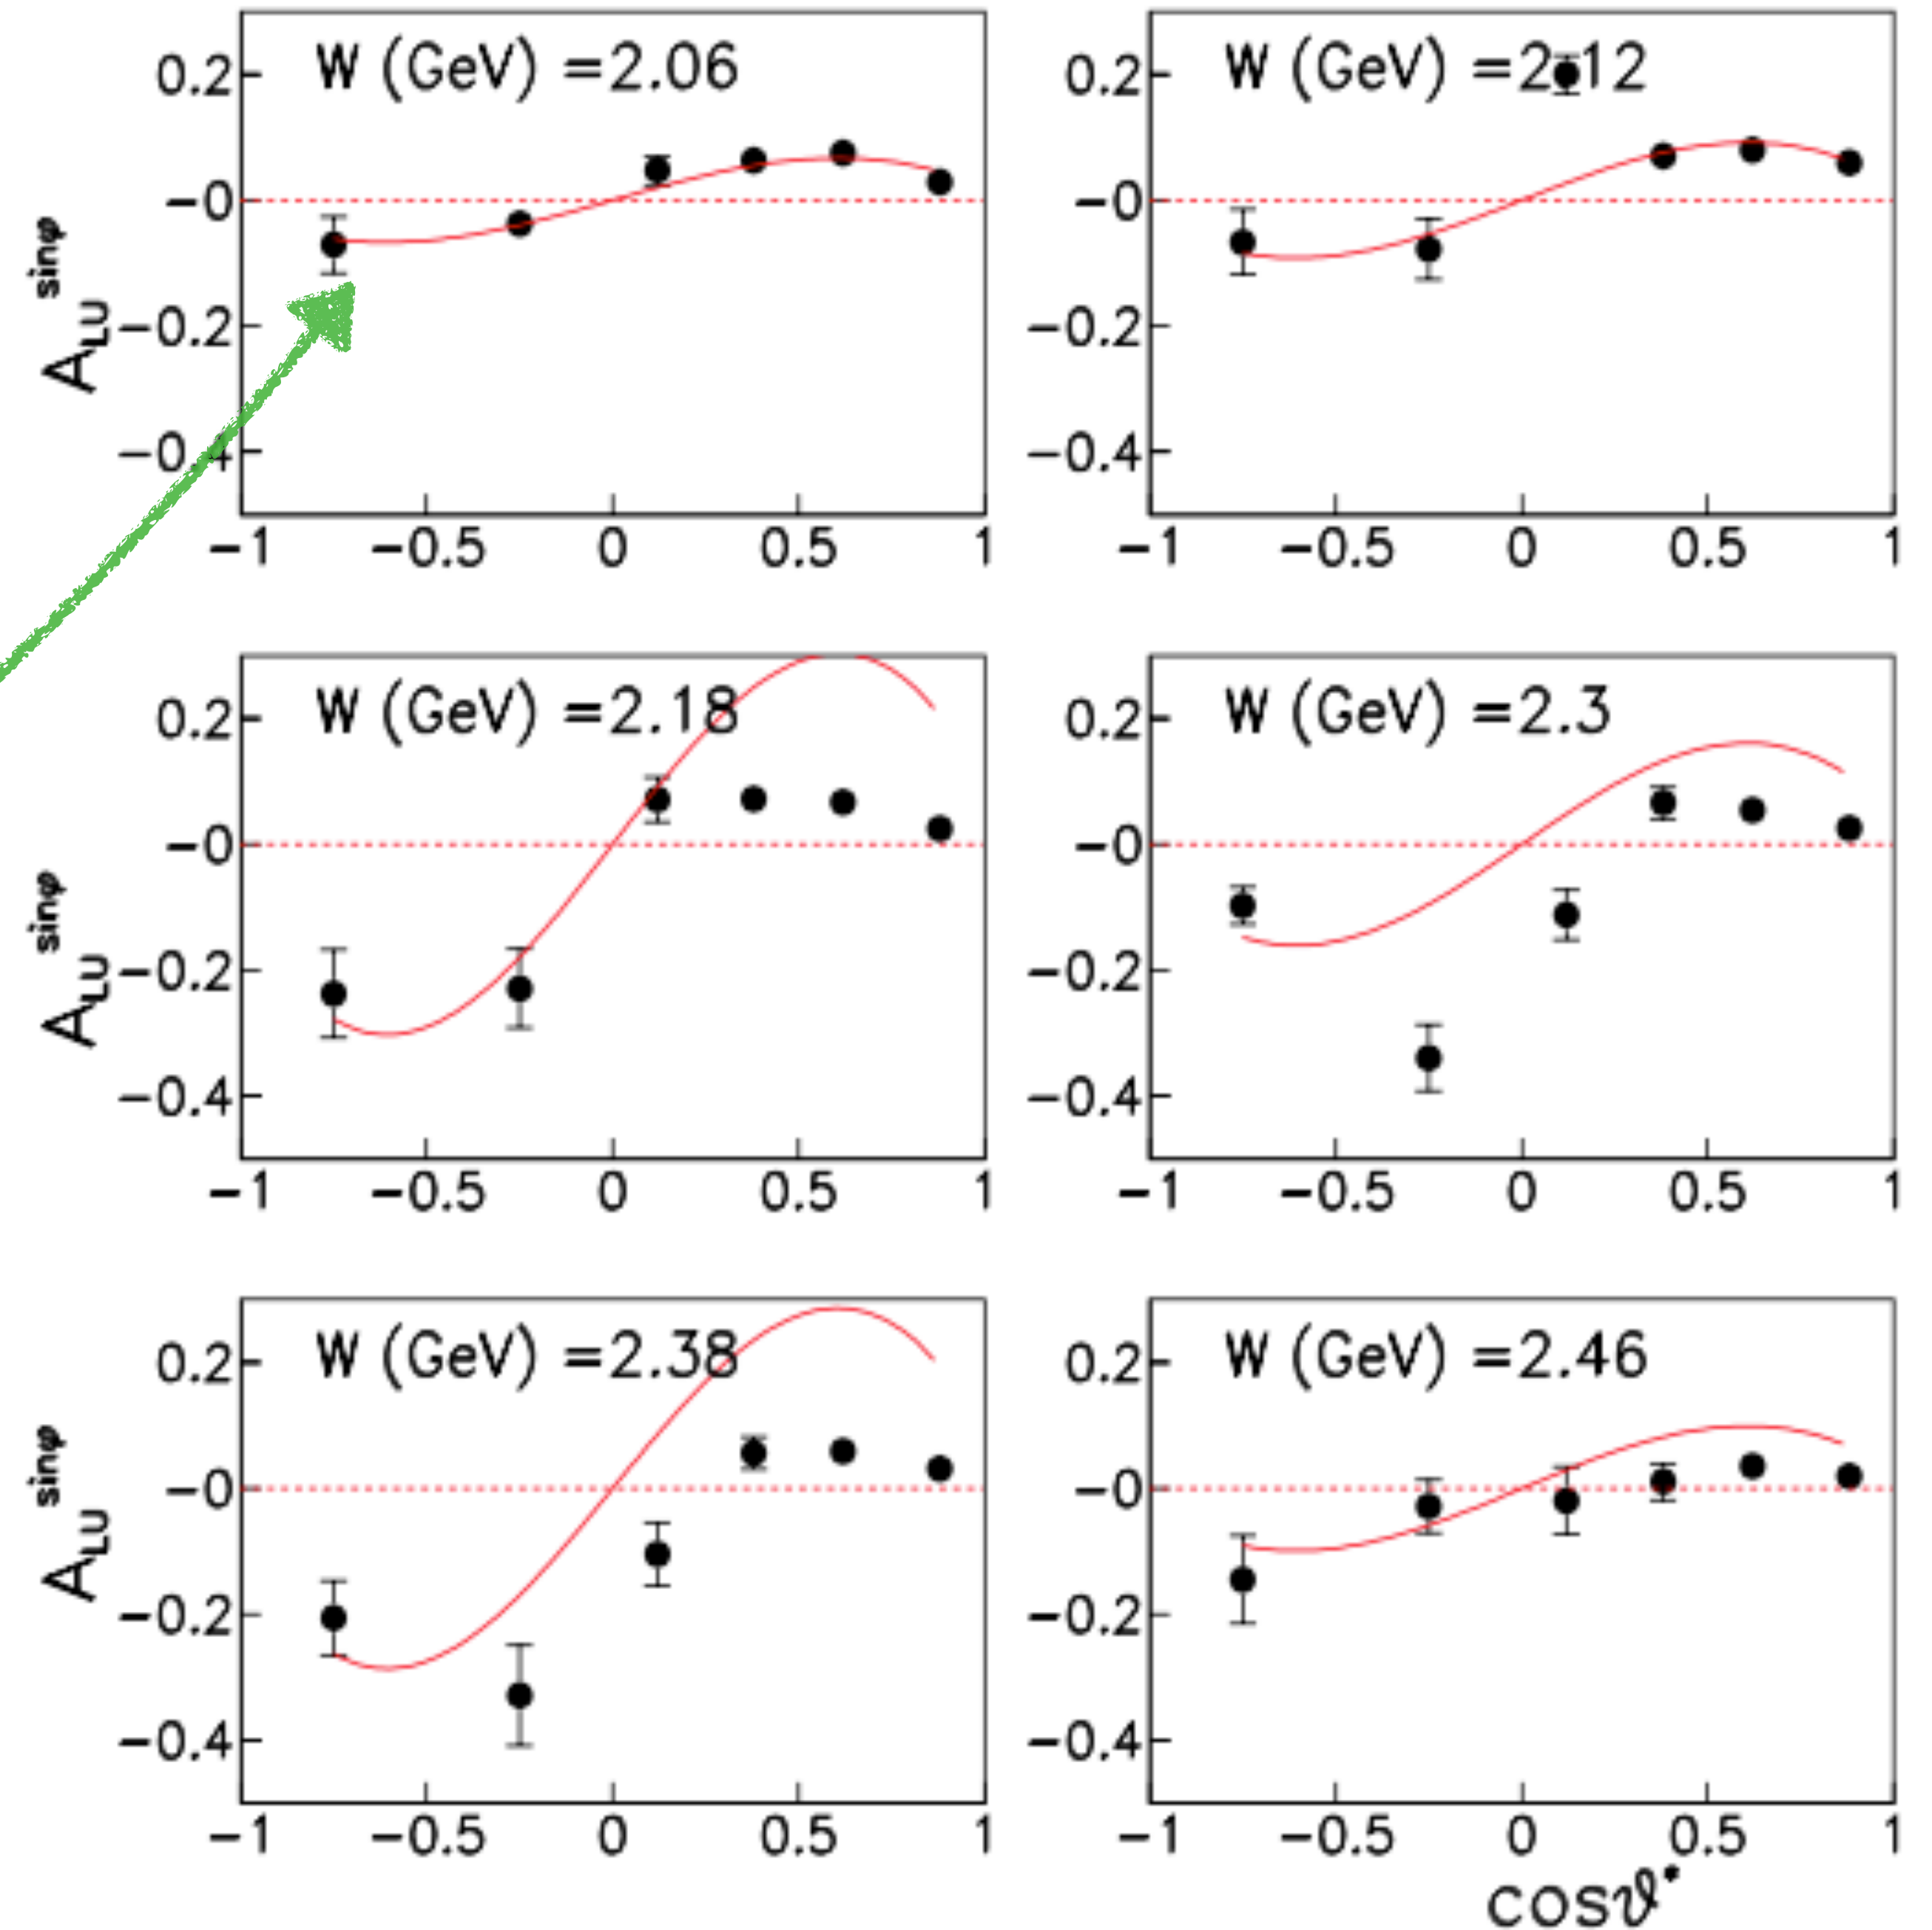 W (GeV) =2.06
W (GeV) =2.12
0.2
−0
−0.2
−0.4
0.2
−0
−0.2
−0.4
A_LU^sinφ
−1 −0.5 0 0.5 1
−1 −0.5 0 0.5 1
W (GeV) =2.18
W (GeV) =2.3
0.2
−0
−0.2
−0.4
0.2
−0
−0.2
−0.4
A_LU^sinφ
−1 −0.5 0 0.5 1
−1 −0.5 0 0.5 1
W (GeV) =2.38
W (GeV) =2.46
0.2
−0
−0.2
−0.4
0.2
−0
−0.2
−0.4
A_LU^sinφ
−1 −0.5 0 0.5 1
−1 −0.5 0 0.5 1
cosϑ*